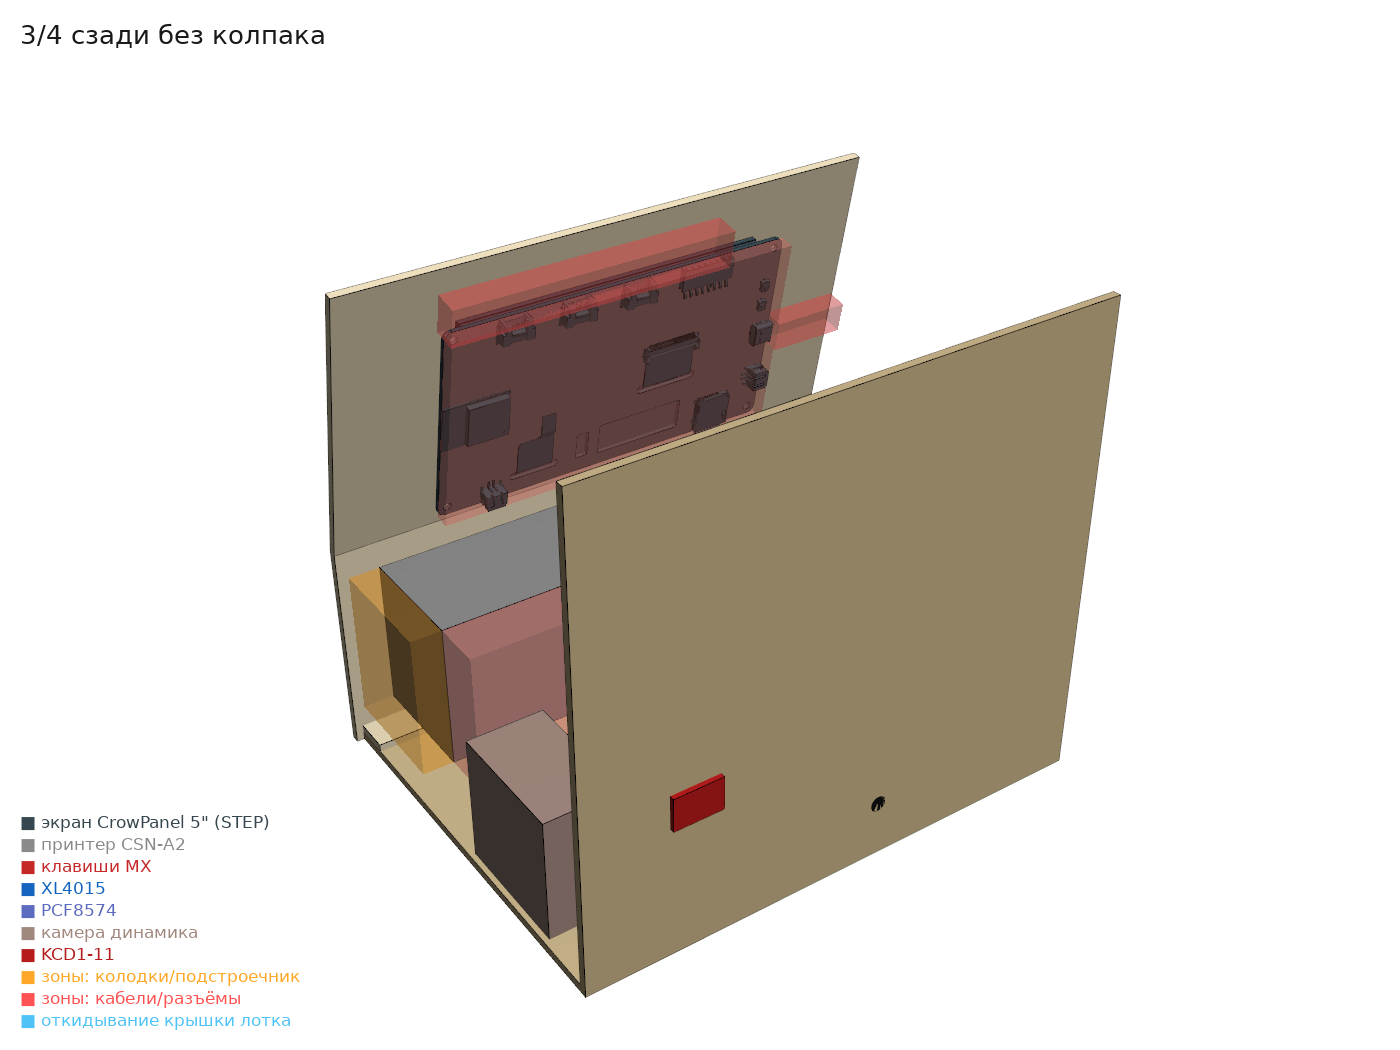 3/4 сзади без колпака
экран CrowPanel 5" (STEP)
принтер CSN-A2
клавиши MX
XL4015
PCF8574
камера динамика
KCD1-11
зоны: колодки/подстроечник
зоны: кабели/разъёмы
откидывание крышки лотка